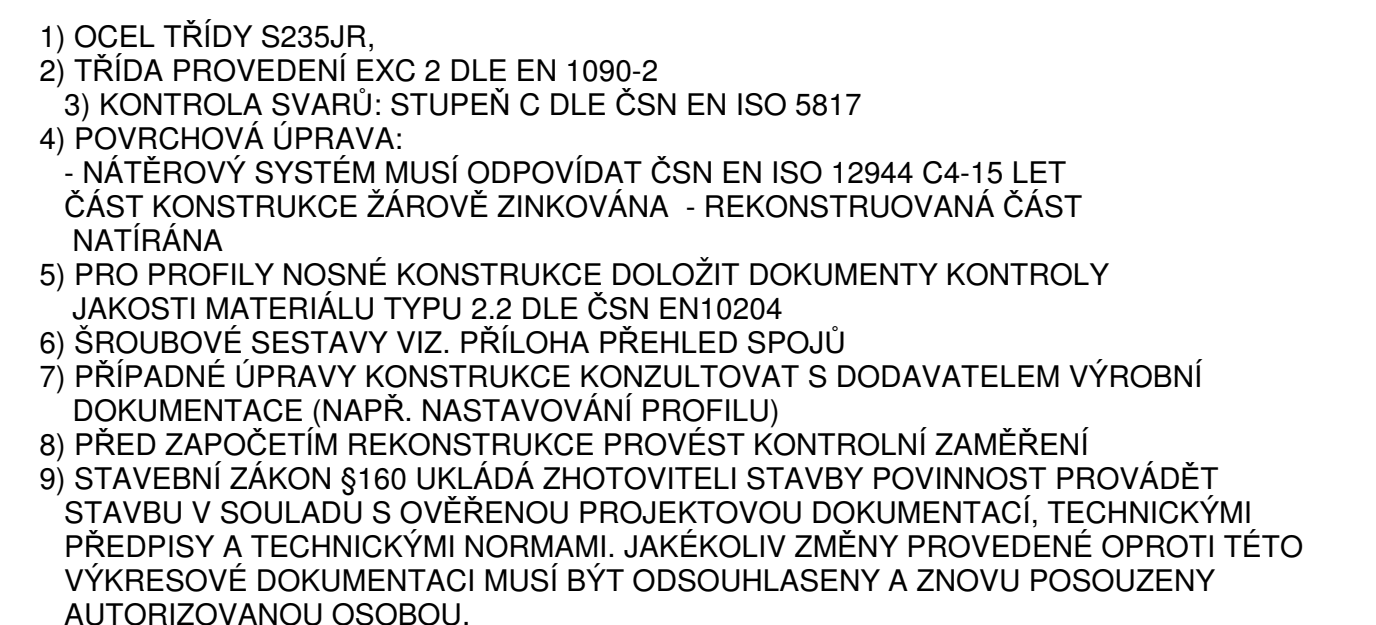 1) OCEL TŘÍDY S235JR,
2) TŘÍDA PROVEDENÍ EXC 2 DLE EN 1090-2
3) KONTROLA SVARŮ: STUPEŇ C DLE ČSN EN ISO 5817
4) POVRCHOVÁ ÚPRAVA:
- NÁTĚROVÝ SYSTÉM MUSÍ ODPOVÍDAT ČSN EN ISO 12944 C4-15 LET
ČÁST KONSTRUKCE ŽÁROVĚ ZINKOVÁNA - REKONSTRUOVANÁ ČÁST
NATÍRÁNA
5) PRO PROFILY NOSNÉ KONSTRUKCE DOLOŽIT DOKUMENTY KONTROLY
JAKOSTI MATERIÁLU TYPU 2.2 DLE ČSN EN10204
6) ŠROUBOVÉ SESTAVY VIZ. PŘÍLOHA PŘEHLED SPOJŮ
7) PŘÍPADNÉ ÚPRAVY KONSTRUKCE KONZULTOVAT S DODAVATELEM VÝROBNÍ
DOKUMENTACE (NAPŘ. NASTAVOVÁNÍ PROFILU)
8) PŘED ZAPOČETÍM REKONSTRUKCE PROVÉST KONTROLNÍ ZAMĚŘENÍ
9) STAVEBNÍ ZÁKON §160 UKLÁDÁ ZHOTOVITELI STAVBY POVINNOST PROVÁDĚT
STAVBU V SOULADU S OVĚŘENOU PROJEKTOVOU DOKUMENTACÍ, TECHNICKÝMI
PŘEDPISY A TECHNICKÝMI NORMAMI. JAKÉKOLIV ZMĚNY PROVEDENÉ OPROTI TÉTO
VÝKRESOVÉ DOKUMENTACI MUSÍ BÝT ODSOUHLASENY A ZNOVU POSOUZENY
AUTORIZOVANOU OSOBOU.